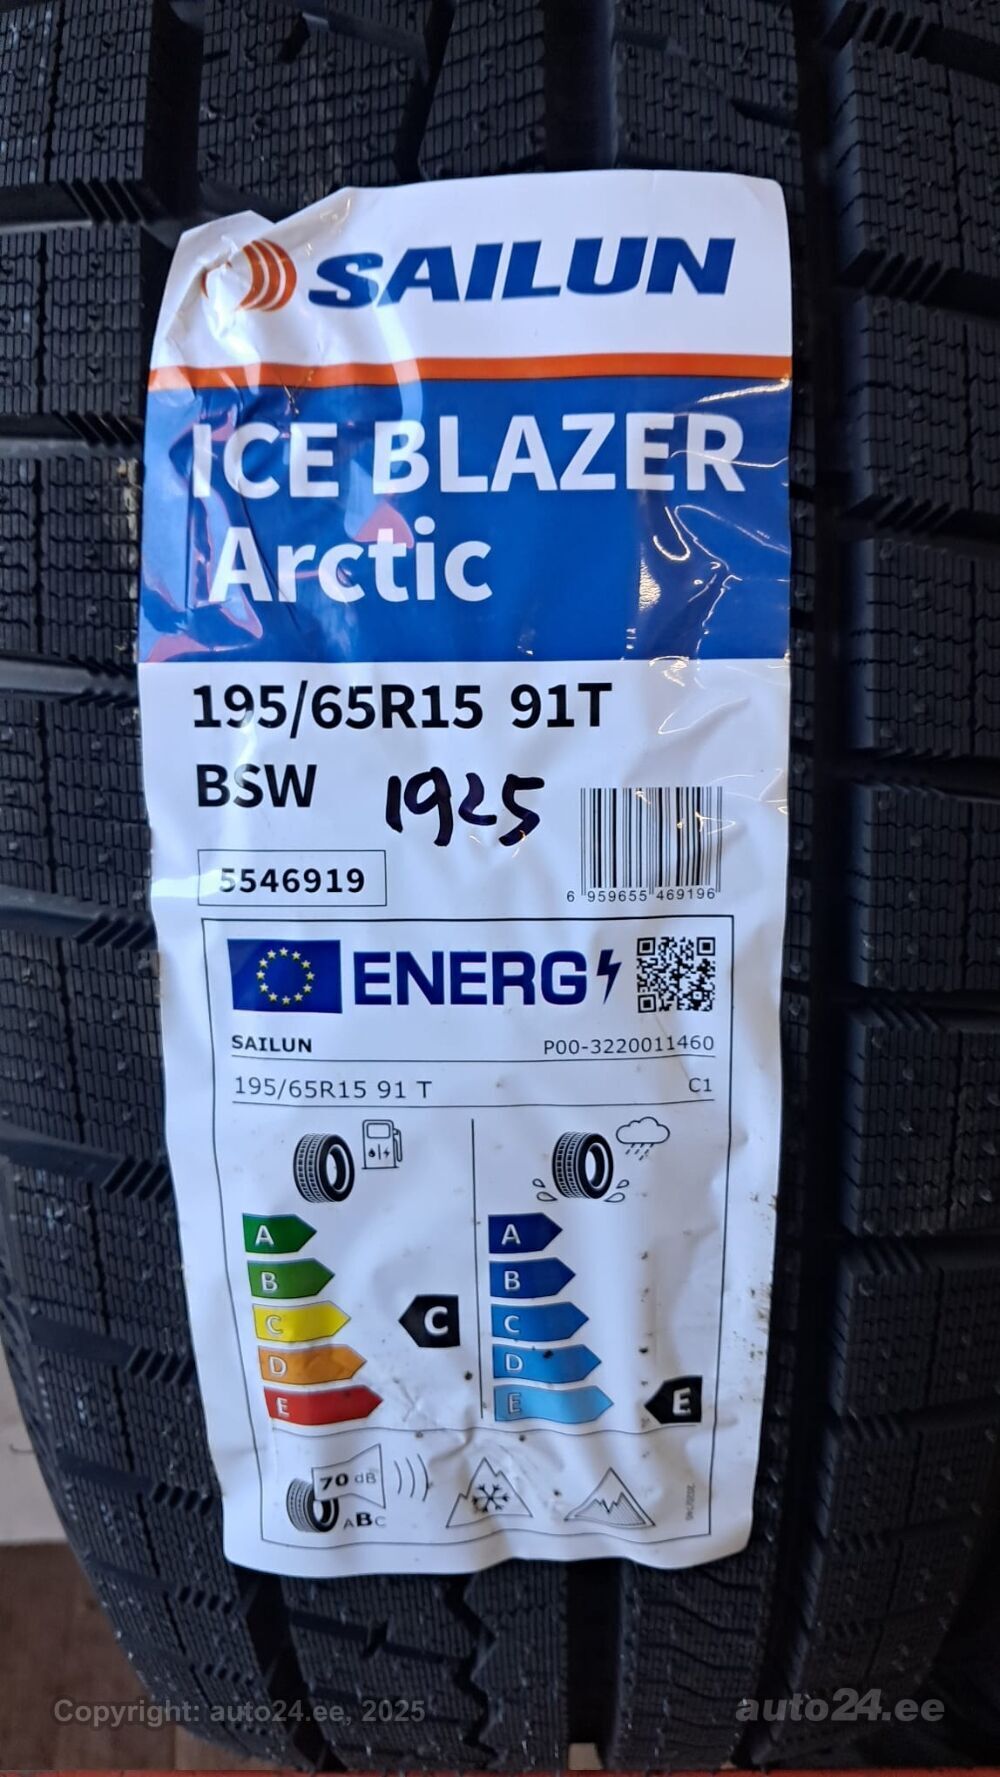 SAILUN
ICE BLAZER
Arctic
195/65R15 91T
BSW 1925
5546919
6 959655 469196
ENERG
SAILUN P00-3220011460
195/65R15 91 T C1
A A
B B
C C C
D D
E E E
70 dB
ABC
Copyright: auto24.ee, 2025 auto24.ee